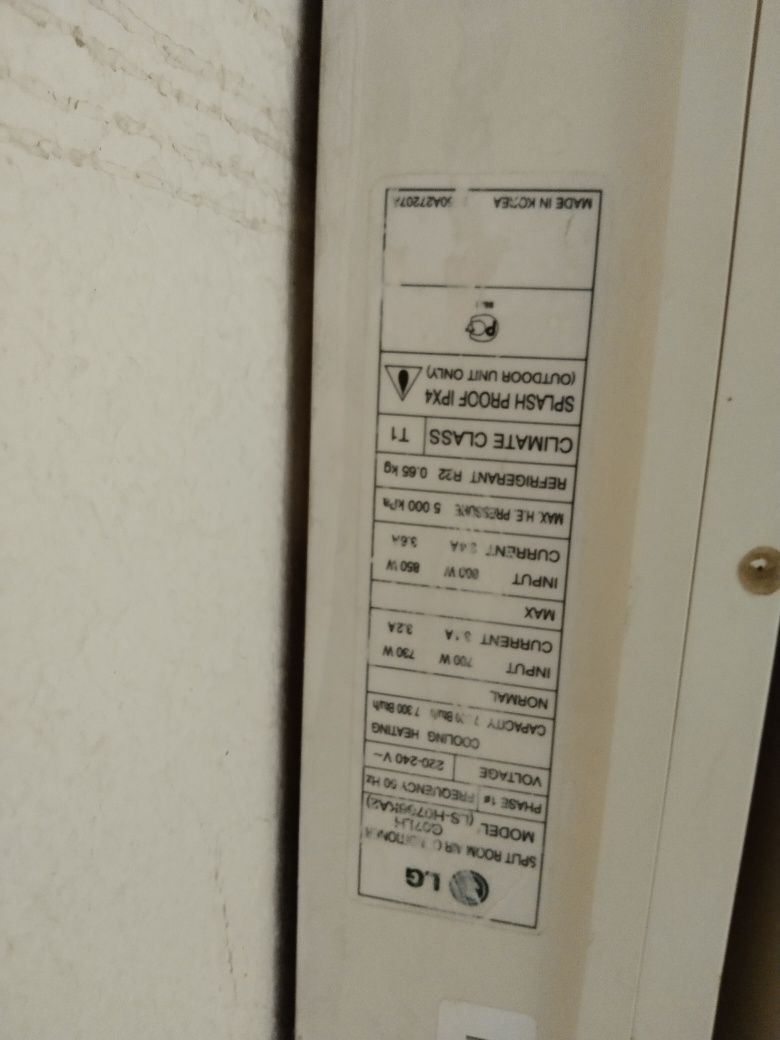 LG
SPLIT ROOM AIR CONDITIONER
MODEL G07LH
(LS-H0766KA2)
PHASE 1ø FREQUENCY 50 Hz
VOLTAGE 220-240 V~
COOLING HEATING
CAPACITY Btu/h 7 300 Btu/h
NORMAL
INPUT 700 W 730 W
CURRENT 3.2A
MAX
INPUT 860 W 850 W
CURRENT 3.6A
MAX. H.E. PRESSURE 5 000 kPa
REFRIGERANT R22 0.65 kg
CLIMATE CLASS T1
SPLASH PROOF IPX4
(OUTDOOR UNIT ONLY)
MADE IN KOREA